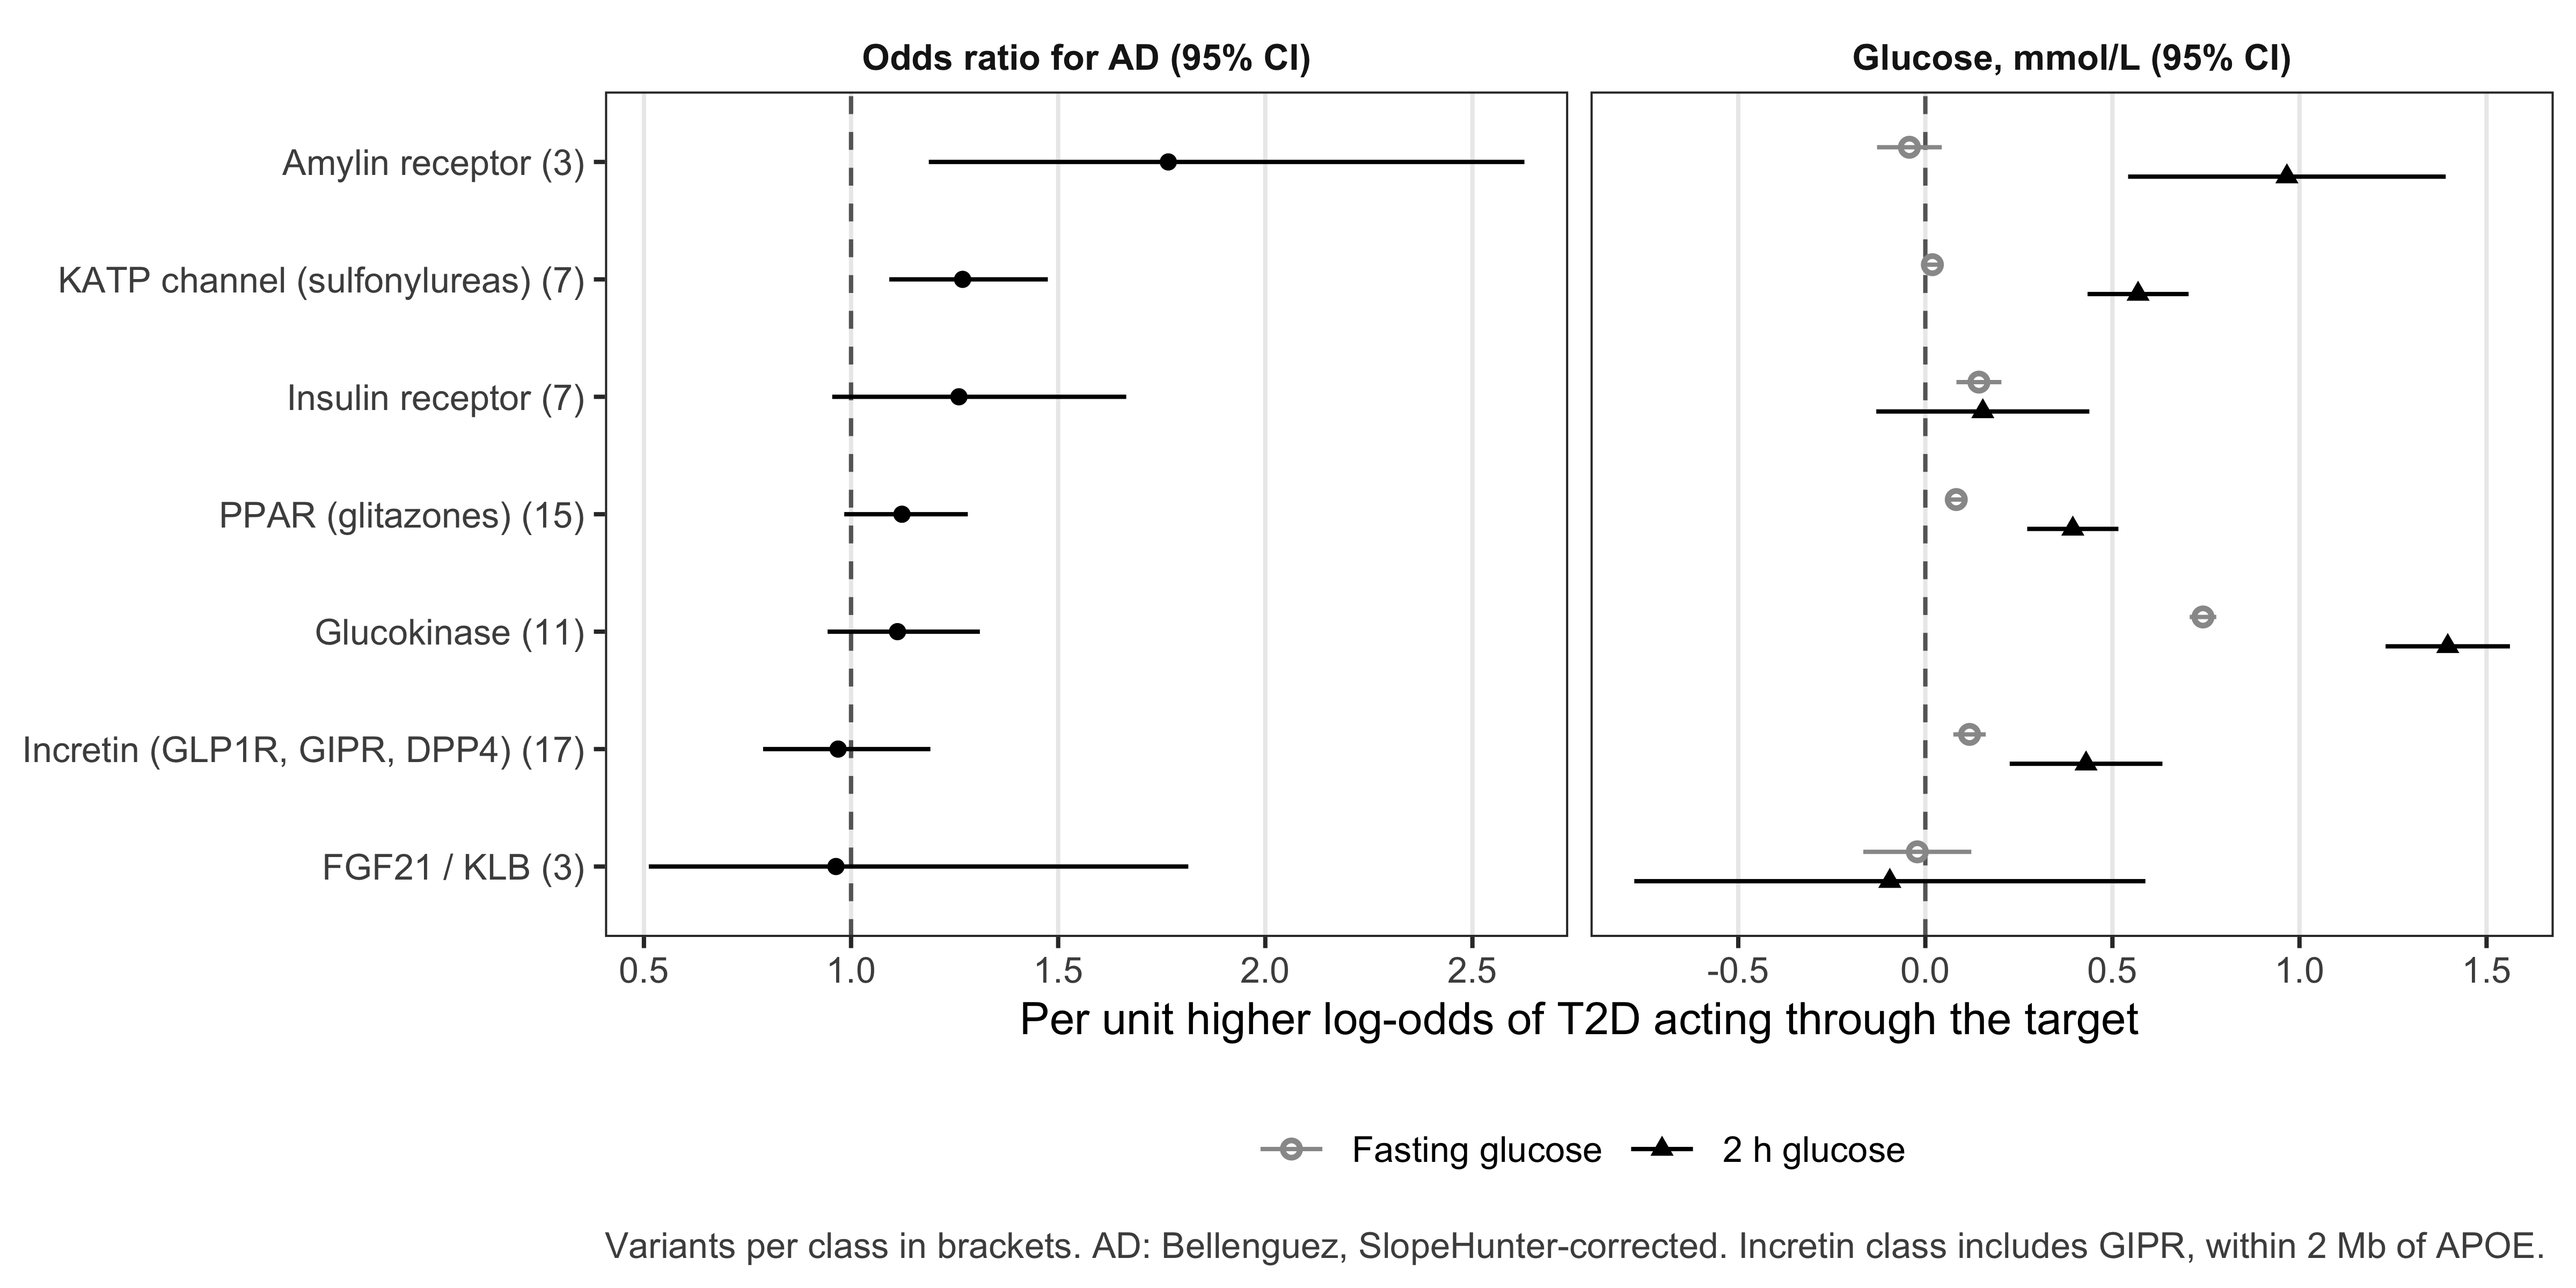 Odds ratio for AD (95% CI)
Glucose, mmol/L (95% CI)
Amylin receptor (3)
KATP channel (sulfonylureas) (7)
Insulin receptor (7)
PPAR (glitazones) (15)
Glucokinase (11)
Incretin (GLP1R, GIPR, DPP4) (17)
FGF21 / KLB (3)
0.5 1.0 1.5 2.0 2.5
-0.5 0.0 0.5 1.0 1.5
Per unit higher log-odds of T2D acting through the target
Fasting glucose 2 h glucose
Variants per class in brackets. AD: Bellenguez, SlopeHunter-corrected. Incretin class includes GIPR, within 2 Mb of APOE.